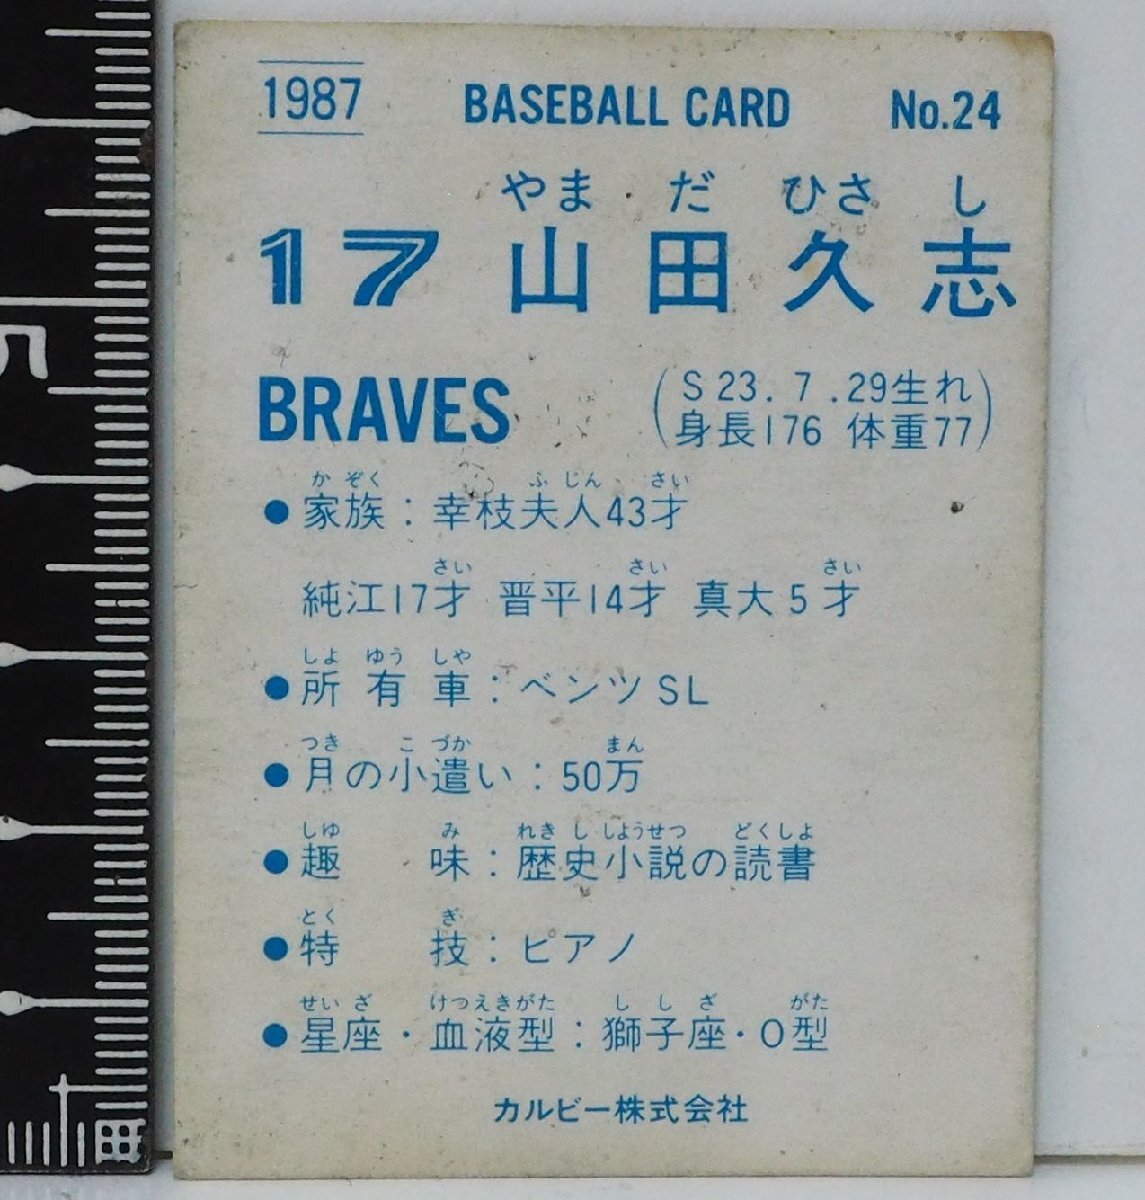 1987 BASEBALL CARD No.24
やま だ ひさ し
17 山田久志
BRAVES
(S23.7.29生れ
身長176 体重77)
か ぞく ふ じん さい
●家族:幸枝夫人43才
さい さい さい
純江17才 晋平14才 真大5才
しよ ゆう しや
●所有車:ベンツSL
つき こ づか まん
●月の小遣い:50万
しゆ み れき し しようせつ どくしよ
●趣味:歴史小説の読書
とく ぎ
●特技:ピアノ
せい ざ けつえきがた し し ざ がた
●星座・血液型:獅子座・O型
カルビー株式会社
5